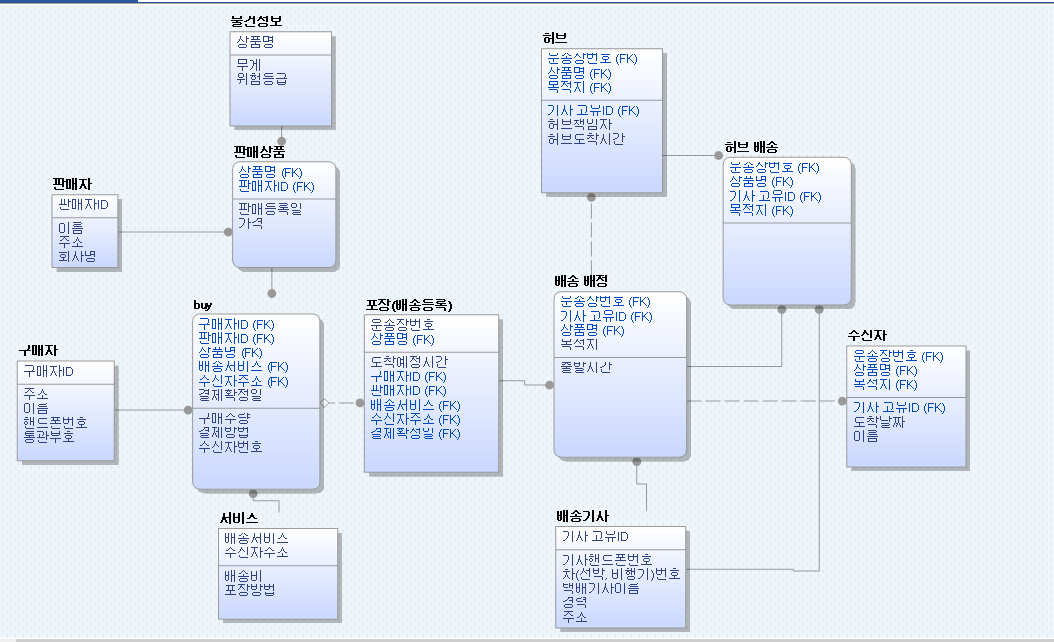 물건정보
상품명
무게
위험등급
판매상품
상품명 (FK)
판매자ID (FK)
판매등록일
가격
판매자
판매자ID
이름
주소
회사명
구매자
구매자ID
주소
이름
핸드폰번호
통관부호
buy
구매자ID (FK)
판매자ID (FK)
상품명 (FK)
배송서비스 (FK)
수신자주소 (FK)
결제확정일
구매수량
결제방법
수신자번호
서비스
배송서비스
수신자주소
배송비
포장방법
포장(배송등록)
운송장번호
상품명 (FK)
도착예정시간
구매자ID (FK)
판매자ID (FK)
배송서비스 (FK)
수신자주소 (FK)
결제확정일 (FK)
허브
운송장번호 (FK)
상품명 (FK)
목적지 (FK)
기사 고유ID (FK)
허브책임자
허브도착시간
허브 배송
운송장번호 (FK)
상품명 (FK)
기사 고유ID (FK)
목적지 (FK)
배송 배정
운송장번호 (FK)
기사 고유ID (FK)
상품명 (FK)
목적지
출발시간
수신자
운송장번호 (FK)
상품명 (FK)
목적지 (FK)
기사 고유ID (FK)
도착날짜
이름
배송기사
기사 고유ID
기사핸드폰번호
차(선박, 비행기)번호
택배기사이름
경력
주소